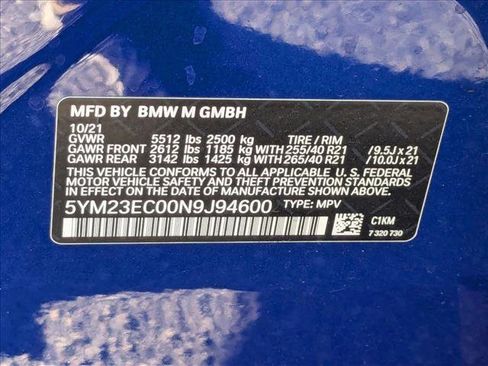 MFD BY BMW M GMBH
10/21
GVWR 5512 lbs 2500 kg TIRE / RIM
GAWR FRONT 2612 lbs 1185 kg with 255/40 R21 / 9.5J x 21
GAWR REAR 3142 lbs 1425 kg with 265/40 R21 / 10.0J x 21
THIS VEHICLE CONFORMS TO ALL APPLICABLE U.S. FEDERAL
MOTOR VEHICLE SAFETY AND THEFT PREVENTION STANDARDS
IN EFFECT ON THE DATE OF MANUFACTURE SHOWN ABOVE.
5YM23EC00N9J94600 TYPE: MPV
C1KM
7 320 730